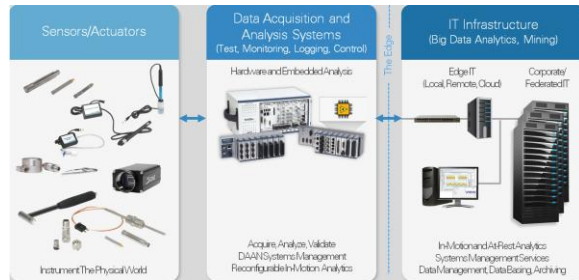 Sensors/Actuators
Instrument The Physical World
Data Acquisition and
Analysis Systems
(Test, Monitoring, Logging, Control)
Hardware and Embedded Analysis
Acquire, Analyze, Validate
DAAN Systems Management
Reconfigurable In-Motion Analytics
The Edge
IT Infrastructure
(Big Data Analytics, Mining)
Edge IT
(Local, Remote, Cloud)
Corporate/
Federated IT
In-Motion and At-Rest Analytics
Systems Management Services
Data Management, Data Basing, Archiving